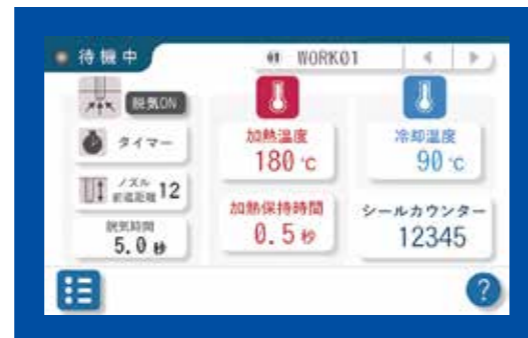 待機中
WORK01
脱気ON
タイマー
ノズル
前進距離 12
脱気時間
5.0 秒
加熱温度
180 ℃
加熱保持時間
0.5 秒
冷却温度
90 ℃
シールカウンター
12345
?